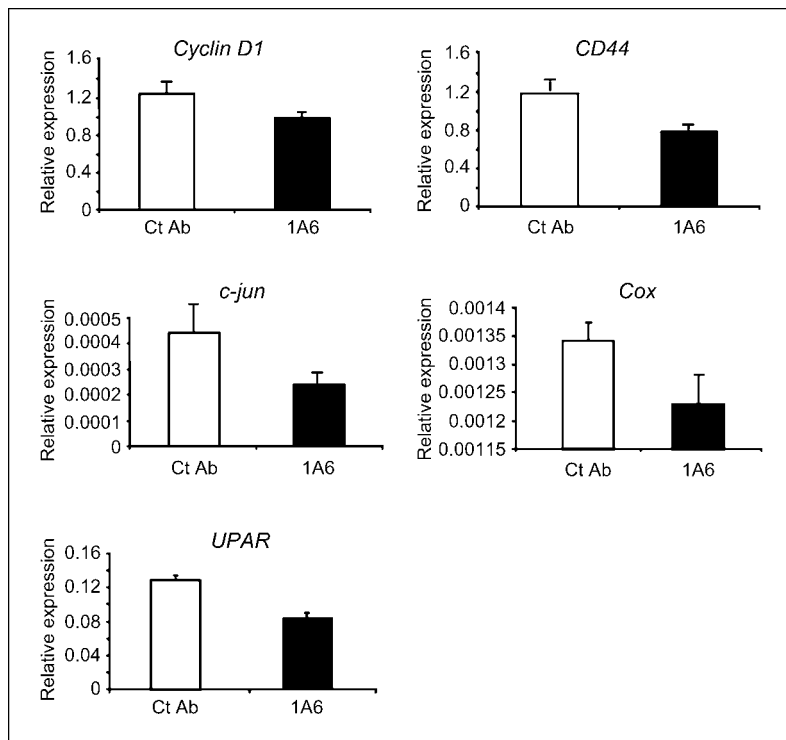 Cyclin D1
Relative expression
1.6
1.2
0.8
0.4
0
Ct Ab 1A6
CD44
Relative expression
1.6
1.2
0.8
0.4
0
Ct Ab 1A6
c-jun
Relative expression
0.0005
0.0004
0.0003
0.0002
0.0001
0
Ct Ab 1A6
Cox
Relative expression
0.0014
0.00135
0.0013
0.00125
0.0012
0.00115
Ct Ab 1A6
UPAR
Relative expression
0.16
0.12
0.08
0.04
0
Ct Ab 1A6